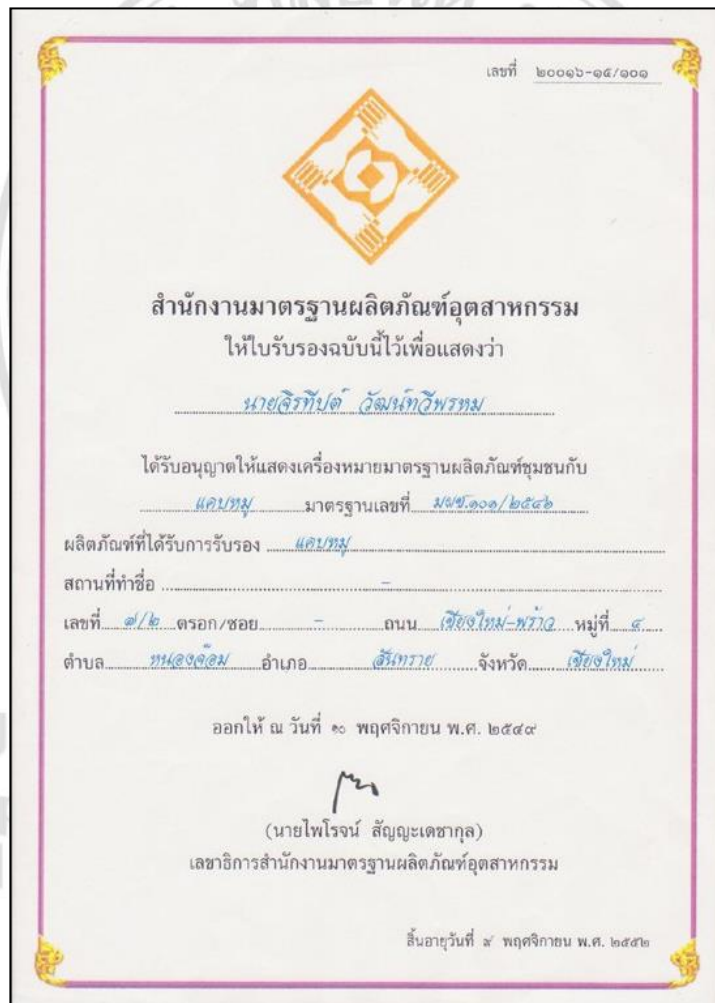 เลขที่ ๒๐๐๑๖-๑๕/๑๐๑
สำนักงานมาตรฐานผลิตภัณฑ์อุตสาหกรรม
ให้ใบรับรองฉบับนี้ไว้เพื่อแสดงว่า
นายจิรทีปต์ วัฒน์ทวีพรหม
ได้รับอนุญาตให้แสดงเครื่องหมายมาตรฐานผลิตภัณฑ์ชุมชนกับ
แคบหมู มาตรฐานเลขที่ มผช.๑๐๑/๒๕๔๖
ผลิตภัณฑ์ที่ได้รับการรับรอง แคบหมู
สถานที่ทำชื่อ -
เลขที่ ๗/๒ ตรอก/ซอย - ถนน เชียงใหม่-พร้าว หมู่ที่ ๔
ตำบล หนองจ๊อม อำเภอ สันทราย จังหวัด เชียงใหม่
ออกให้ ณ วันที่ ๑๐ พฤศจิกายน พ.ศ. ๒๕๔๙
(นายไพโรจน์ สัญญะเดชากุล)
เลขาธิการสำนักงานมาตรฐานผลิตภัณฑ์อุตสาหกรรม
สิ้นอายุวันที่ ๙ พฤศจิกายน พ.ศ. ๒๕๕๒